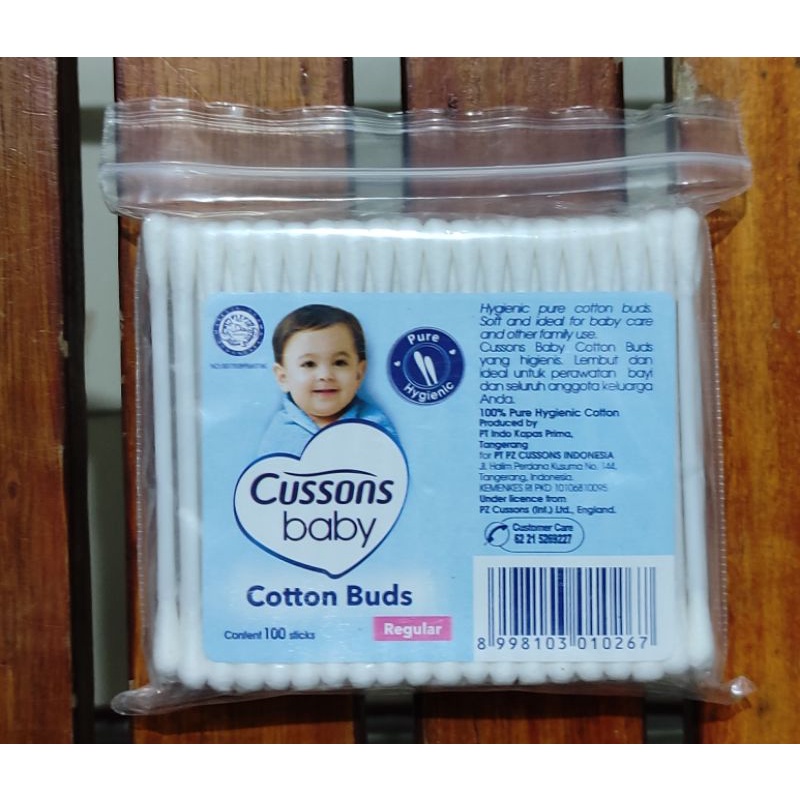 Pure
Hygienic
Cussons
baby
Cotton Buds
Content 100 sticks
Regular
Hygienic pure cotton buds.
Soft and ideal for baby care
and other family use.
Cussons Baby Cotton Buds
yang higienis. Lembut dan
ideal untuk perawatan bayi
dan seluruh anggota keluarga
Anda.
100% Pure Hygienic Cotton
Produced by
PT Indo Kapas Prima,
Tangerang
for PT PZ CUSSONS INDONESIA
Jl. Halim Perdana Kusuma No. 144,
Tangerang, Indonesia.
KEMENKES RI PKD 10106810095
Under licence from
PZ Cussons (Int.) Ltd., England.
Customer Care
62 21 5269227
8 998103 010267